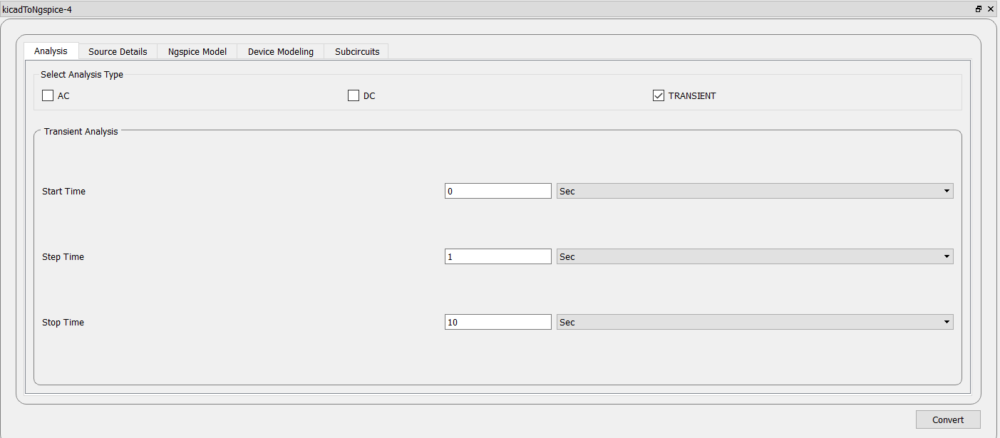 kicadToNgspice-4
Analysis Source Details Ngspice Model Device Modeling Subcircuits
Select Analysis Type
AC DC TRANSIENT
Transient Analysis
Start Time 0 Sec
Step Time 1 Sec
Stop Time 10 Sec
Convert